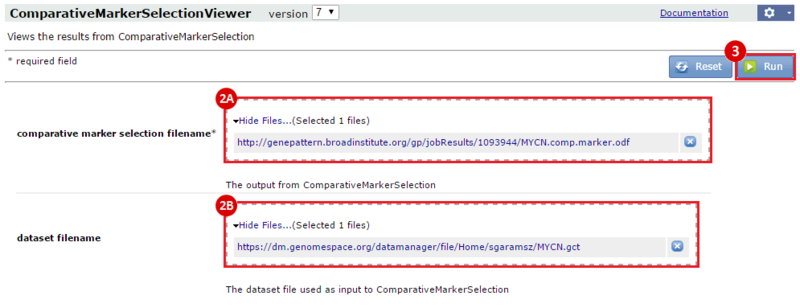 ComparativeMarkerSelectionViewer version 7 Documentation
Views the results from ComparativeMarkerSelection
* required field
3
Reset Run
2A
Hide Files...(Selected 1 files)
comparative marker selection filename*
http://genepattern.broadinstitute.org/gp/jobResults/1093944/MYCN.comp.marker.odf
The output from ComparativeMarkerSelection
2B
Hide Files...(Selected 1 files)
dataset filename
https://dm.genomespace.org/datamanager/file/Home/sgaramsz/MYCN.gct
The dataset file used as input to ComparativeMarkerSelection